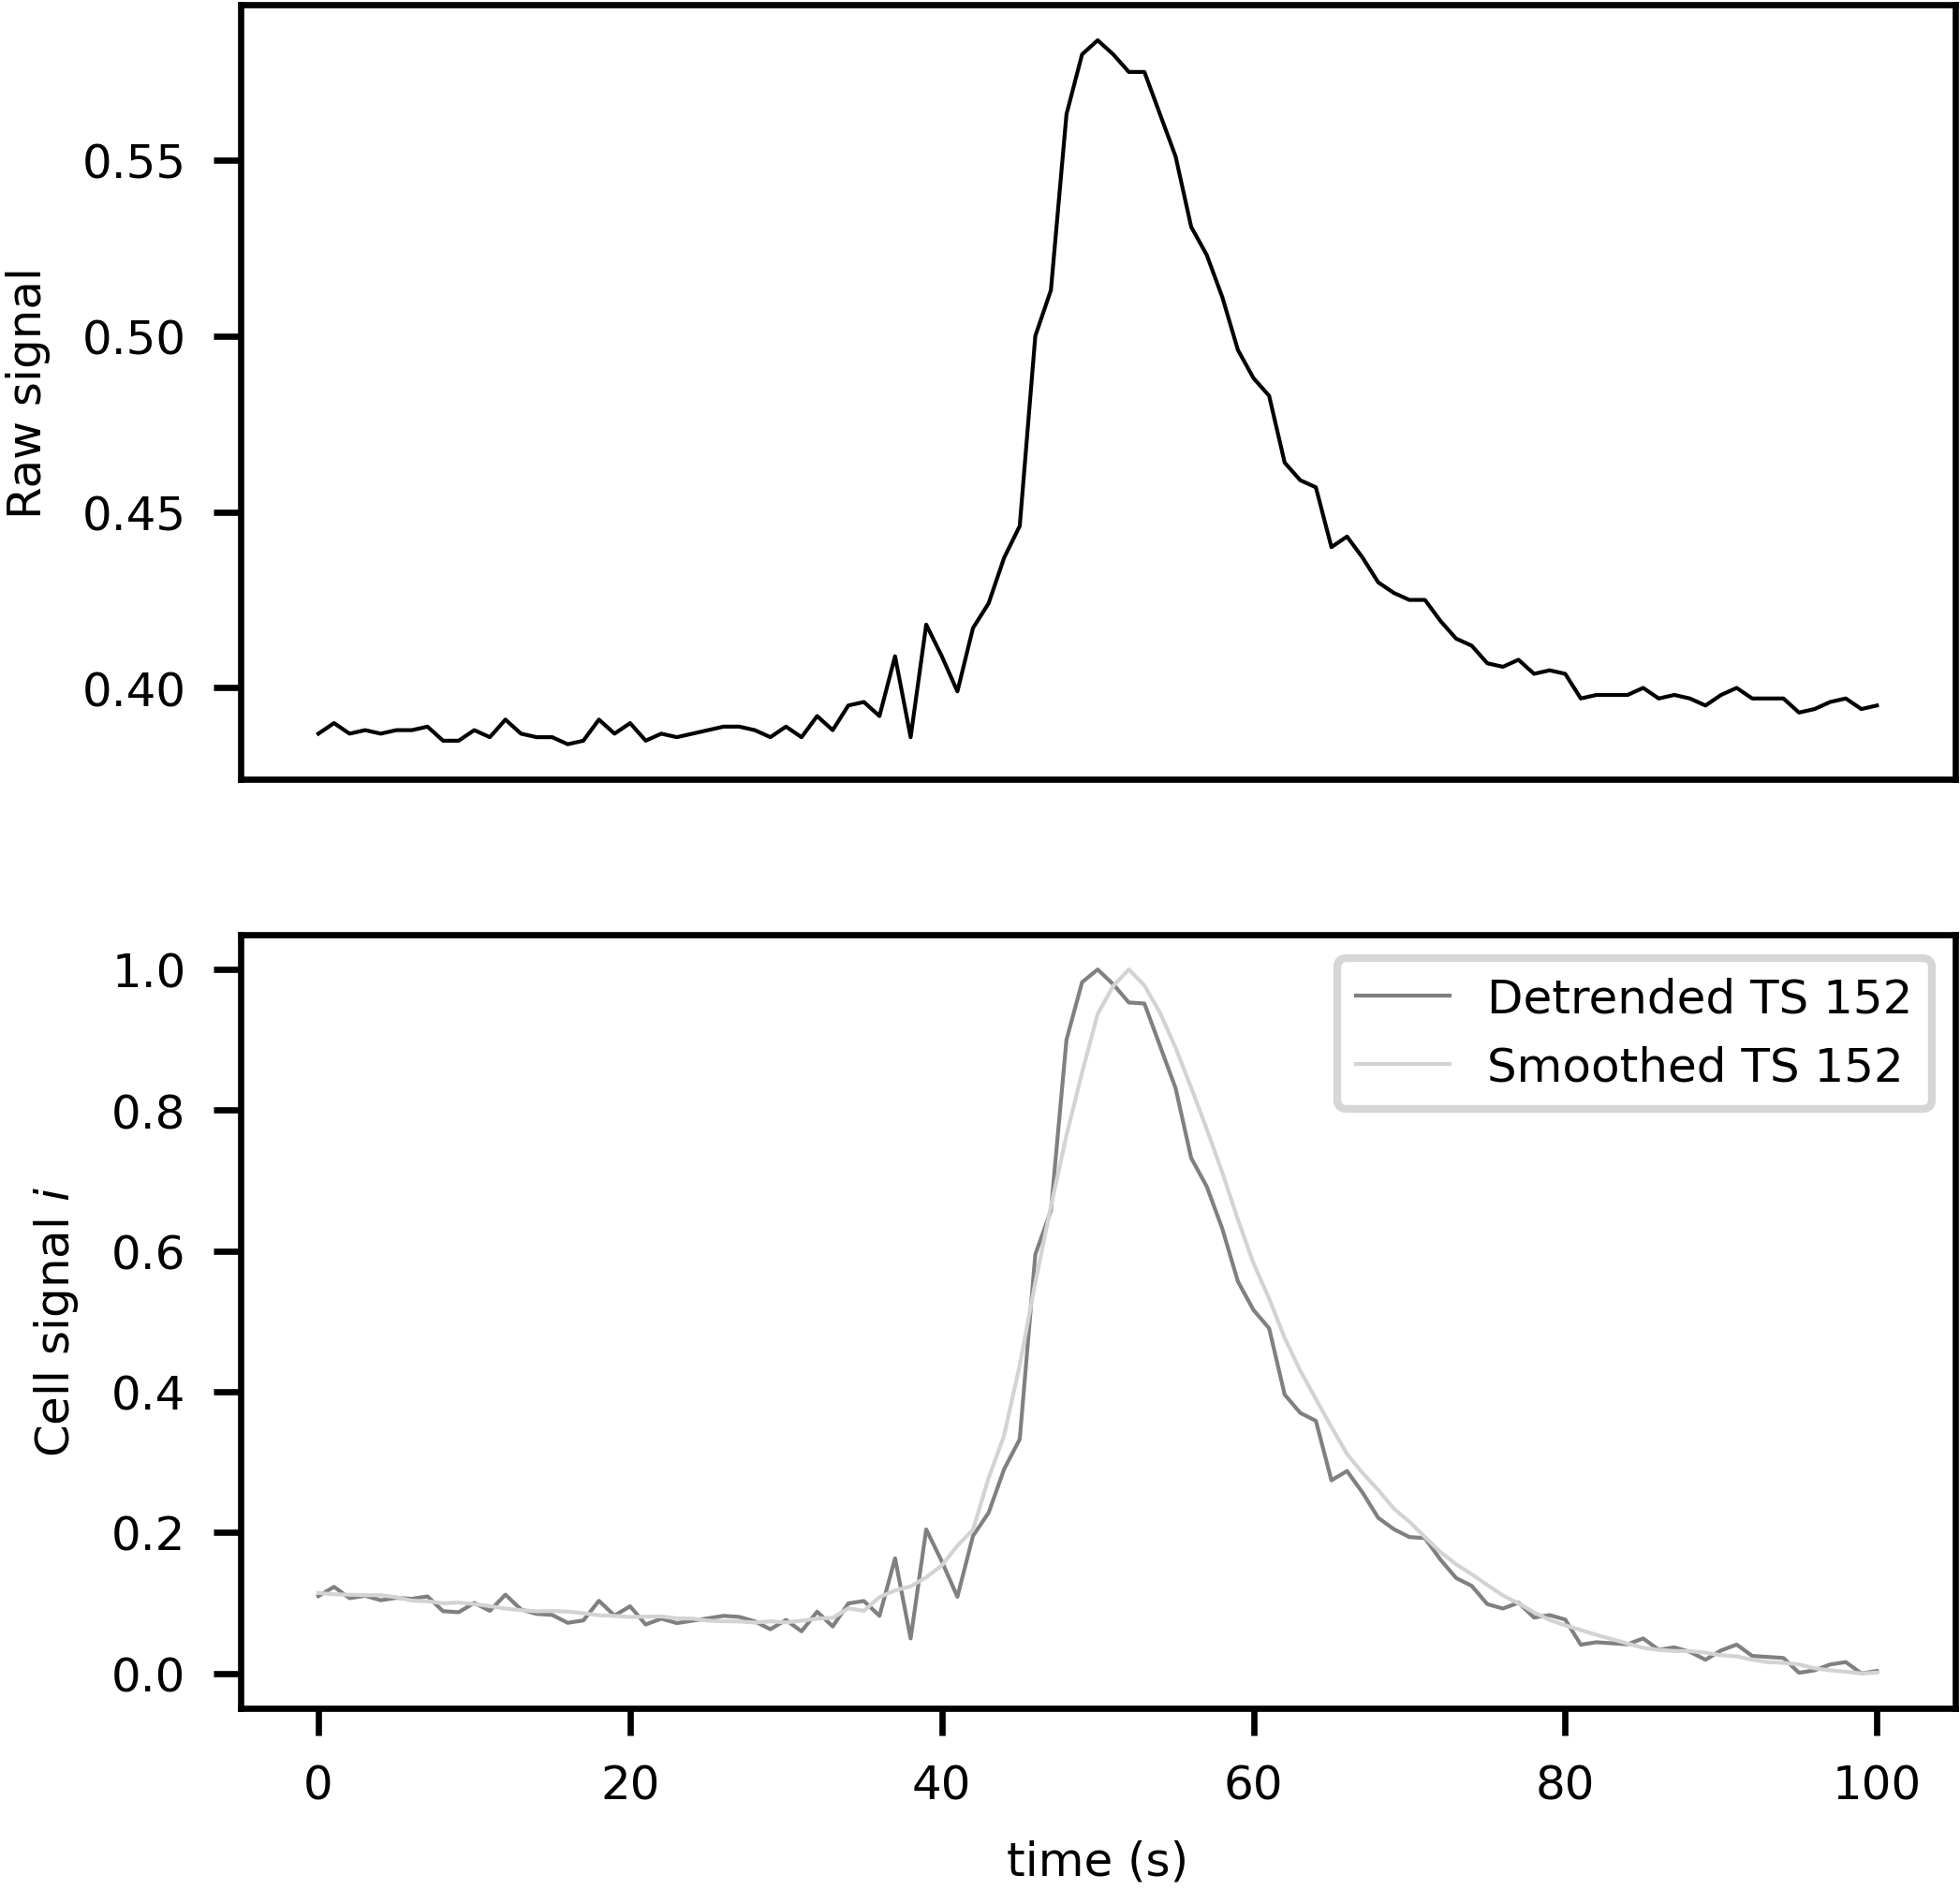 Raw signal
0.55
0.50
0.45
0.40
Cell signal i
1.0
0.8
0.6
0.4
0.2
0.0
Detrended TS 152
Smoothed TS 152
0 20 40 60 80 100
time (s)